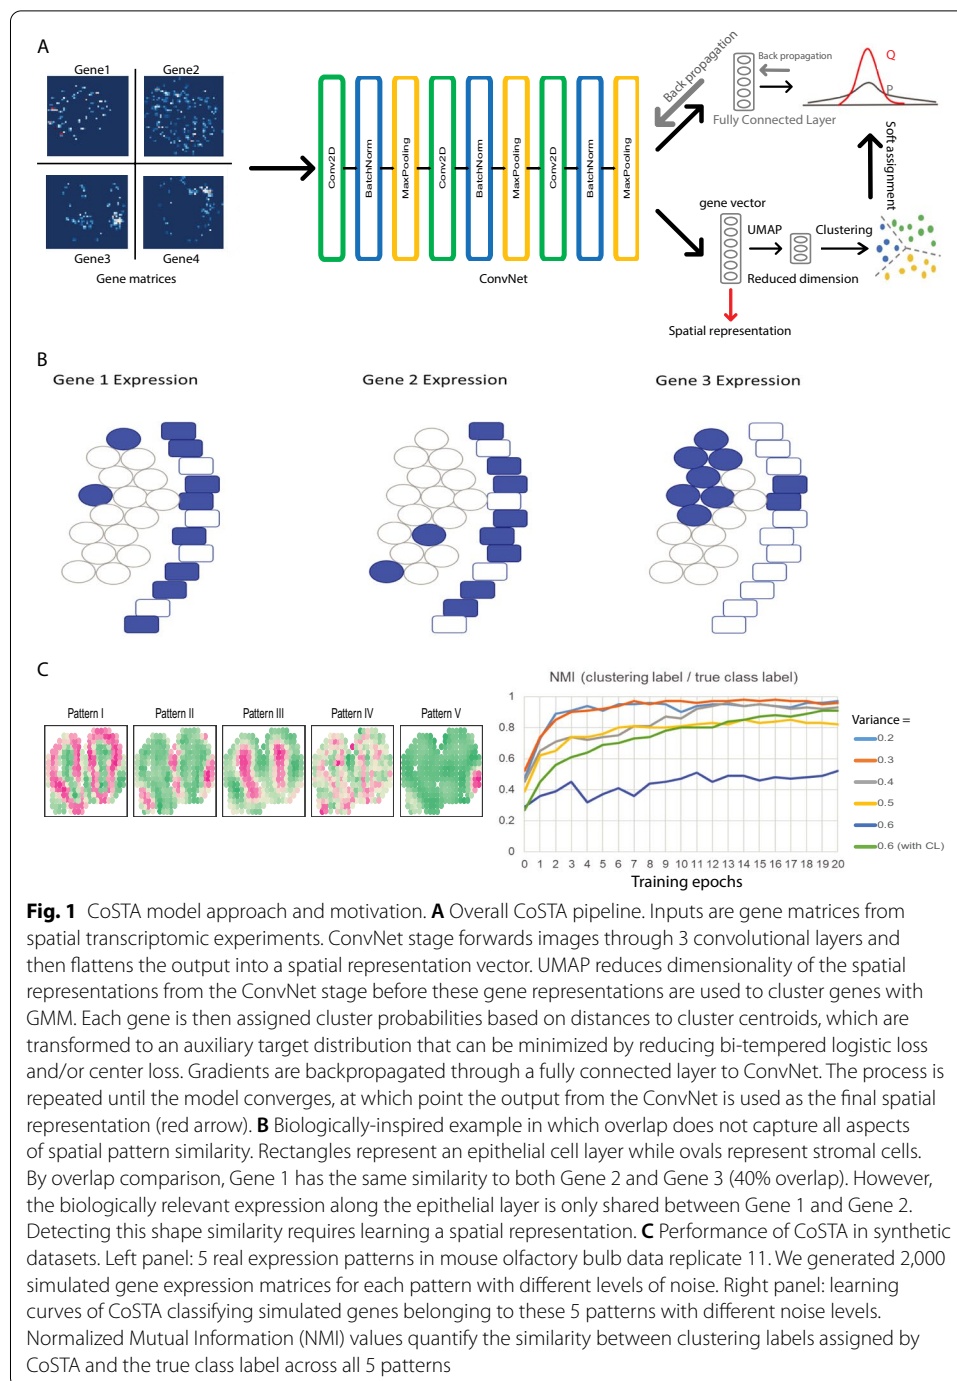 A
Gene1 Gene2
Gene3 Gene4
Gene matrices
Conv2D
BatchNorm
MaxPooling
Conv2D
BatchNorm
MaxPooling
Conv2D
BatchNorm
MaxPooling
ConvNet
Back propagation
Back propagation
Fully Connected Layer
Q
P
Soft assignment
gene vector
UMAP
Clustering
Reduced dimension
Spatial representation
B
Gene 1 Expression Gene 2 Expression Gene 3 Expression
C
Pattern I Pattern II Pattern III Pattern IV Pattern V
NMI (clustering label / true class label)
1
0.8
0.6
0.4
0.2
0
0 1 2 3 4 5 6 7 8 9 10 11 12 13 14 15 16 17 18 19 20
Training epochs
Variance =
0.2
0.3
0.4
0.5
0.6
0.6 (with CL)
Fig. 1 CoSTA model approach and motivation. A Overall CoSTA pipeline. Inputs are gene matrices from
spatial transcriptomic experiments. ConvNet stage forwards images through 3 convolutional layers and
then flattens the output into a spatial representation vector. UMAP reduces dimensionality of the spatial
representations from the ConvNet stage before these gene representations are used to cluster genes with
GMM. Each gene is then assigned cluster probabilities based on distances to cluster centroids, which are
transformed to an auxiliary target distribution that can be minimized by reducing bi-tempered logistic loss
and/or center loss. Gradients are backpropagated through a fully connected layer to ConvNet. The process is
repeated until the model converges, at which point the output from the ConvNet is used as the final spatial
representation (red arrow). B Biologically-inspired example in which overlap does not capture all aspects
of spatial pattern similarity. Rectangles represent an epithelial cell layer while ovals represent stromal cells.
By overlap comparison, Gene 1 has the same similarity to both Gene 2 and Gene 3 (40% overlap). However,
the biologically relevant expression along the epithelial layer is only shared between Gene 1 and Gene 2.
Detecting this shape similarity requires learning a spatial representation. C Performance of CoSTA in synthetic
datasets. Left panel: 5 real expression patterns in mouse olfactory bulb data replicate 11. We generated 2,000
simulated gene expression matrices for each pattern with different levels of noise. Right panel: learning
curves of CoSTA classifying simulated genes belonging to these 5 patterns with different noise levels.
Normalized Mutual Information (NMI) values quantify the similarity between clustering labels assigned by
CoSTA and the true class label across all 5 patterns